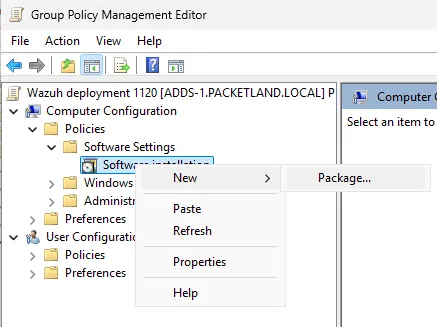 Group Policy Management Editor
File Action View Help
Wazuh deployment 1120 [ADDS-1.PACKETLAND.LOCAL] P
Computer Configuration
Policies
Software Settings
Software installation
Windows
Administr
Preferences
User Configuratio
Policies
Preferences
New
Package...
Paste
Refresh
Properties
Help
Computer C
Select an item to